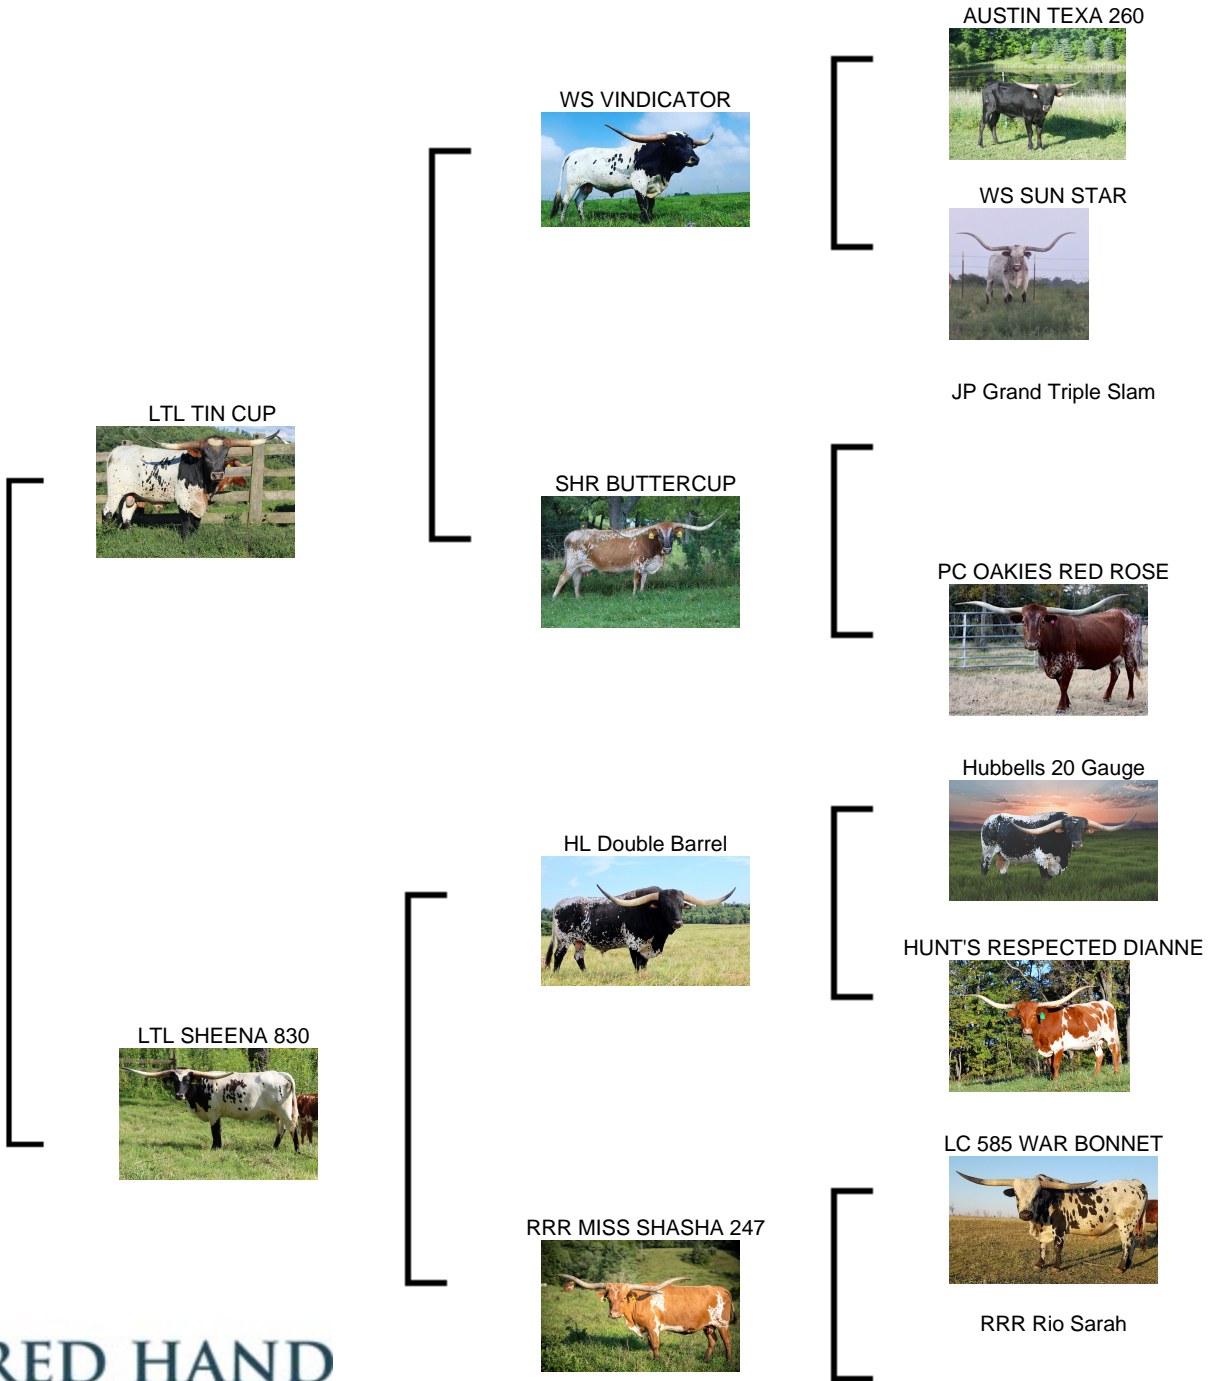 AUSTIN TEXA 260
WS VINDICATOR
WS SUN STAR
LTL TIN CUP
JP Grand Triple Slam
SHR BUTTERCUP
PC OAKIES RED ROSE
Hubbells 20 Gauge
HL Double Barrel
HUNT'S RESPECTED DIANNE
LTL SHEENA 830
LC 585 WAR BONNET
RRR MISS SHASHA 247
RRR Rio Sarah
RED HAND